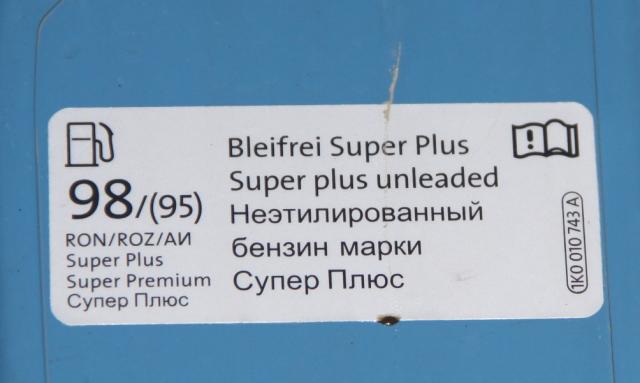 98/(95)
RON/ROZ/АИ
Super Plus
Super Premium
Супер Плюс
Bleifrei Super Plus
Super plus unleaded
Неэтилированный
бензин марки
Супер Плюс
1K0 010 743 A